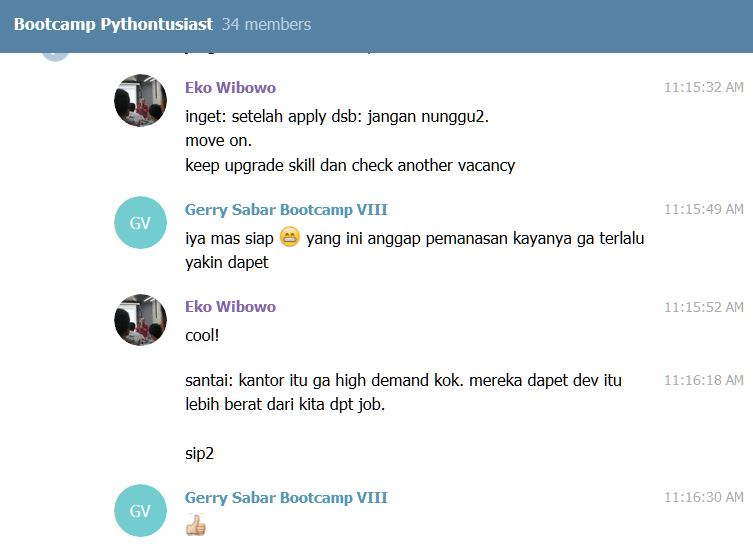 Bootcamp Pythontusiast 34 members
Eko Wibowo 11:15:32 AM
inget: setelah apply dsb: jangan nunggu2.
move on.
keep upgrade skill dan check another vacancy
GV
Gerry Sabar Bootcamp VIII 11:15:49 AM
iya mas siap 😁 yang ini anggap pemanasan kayanya ga terlalu
yakin dapet
Eko Wibowo 11:15:52 AM
cool!
santai: kantor itu ga high demand kok. mereka dapet dev itu 11:16:18 AM
lebih berat dari kita dpt job.
sip2
GV
Gerry Sabar Bootcamp VIII 11:16:30 AM
👍